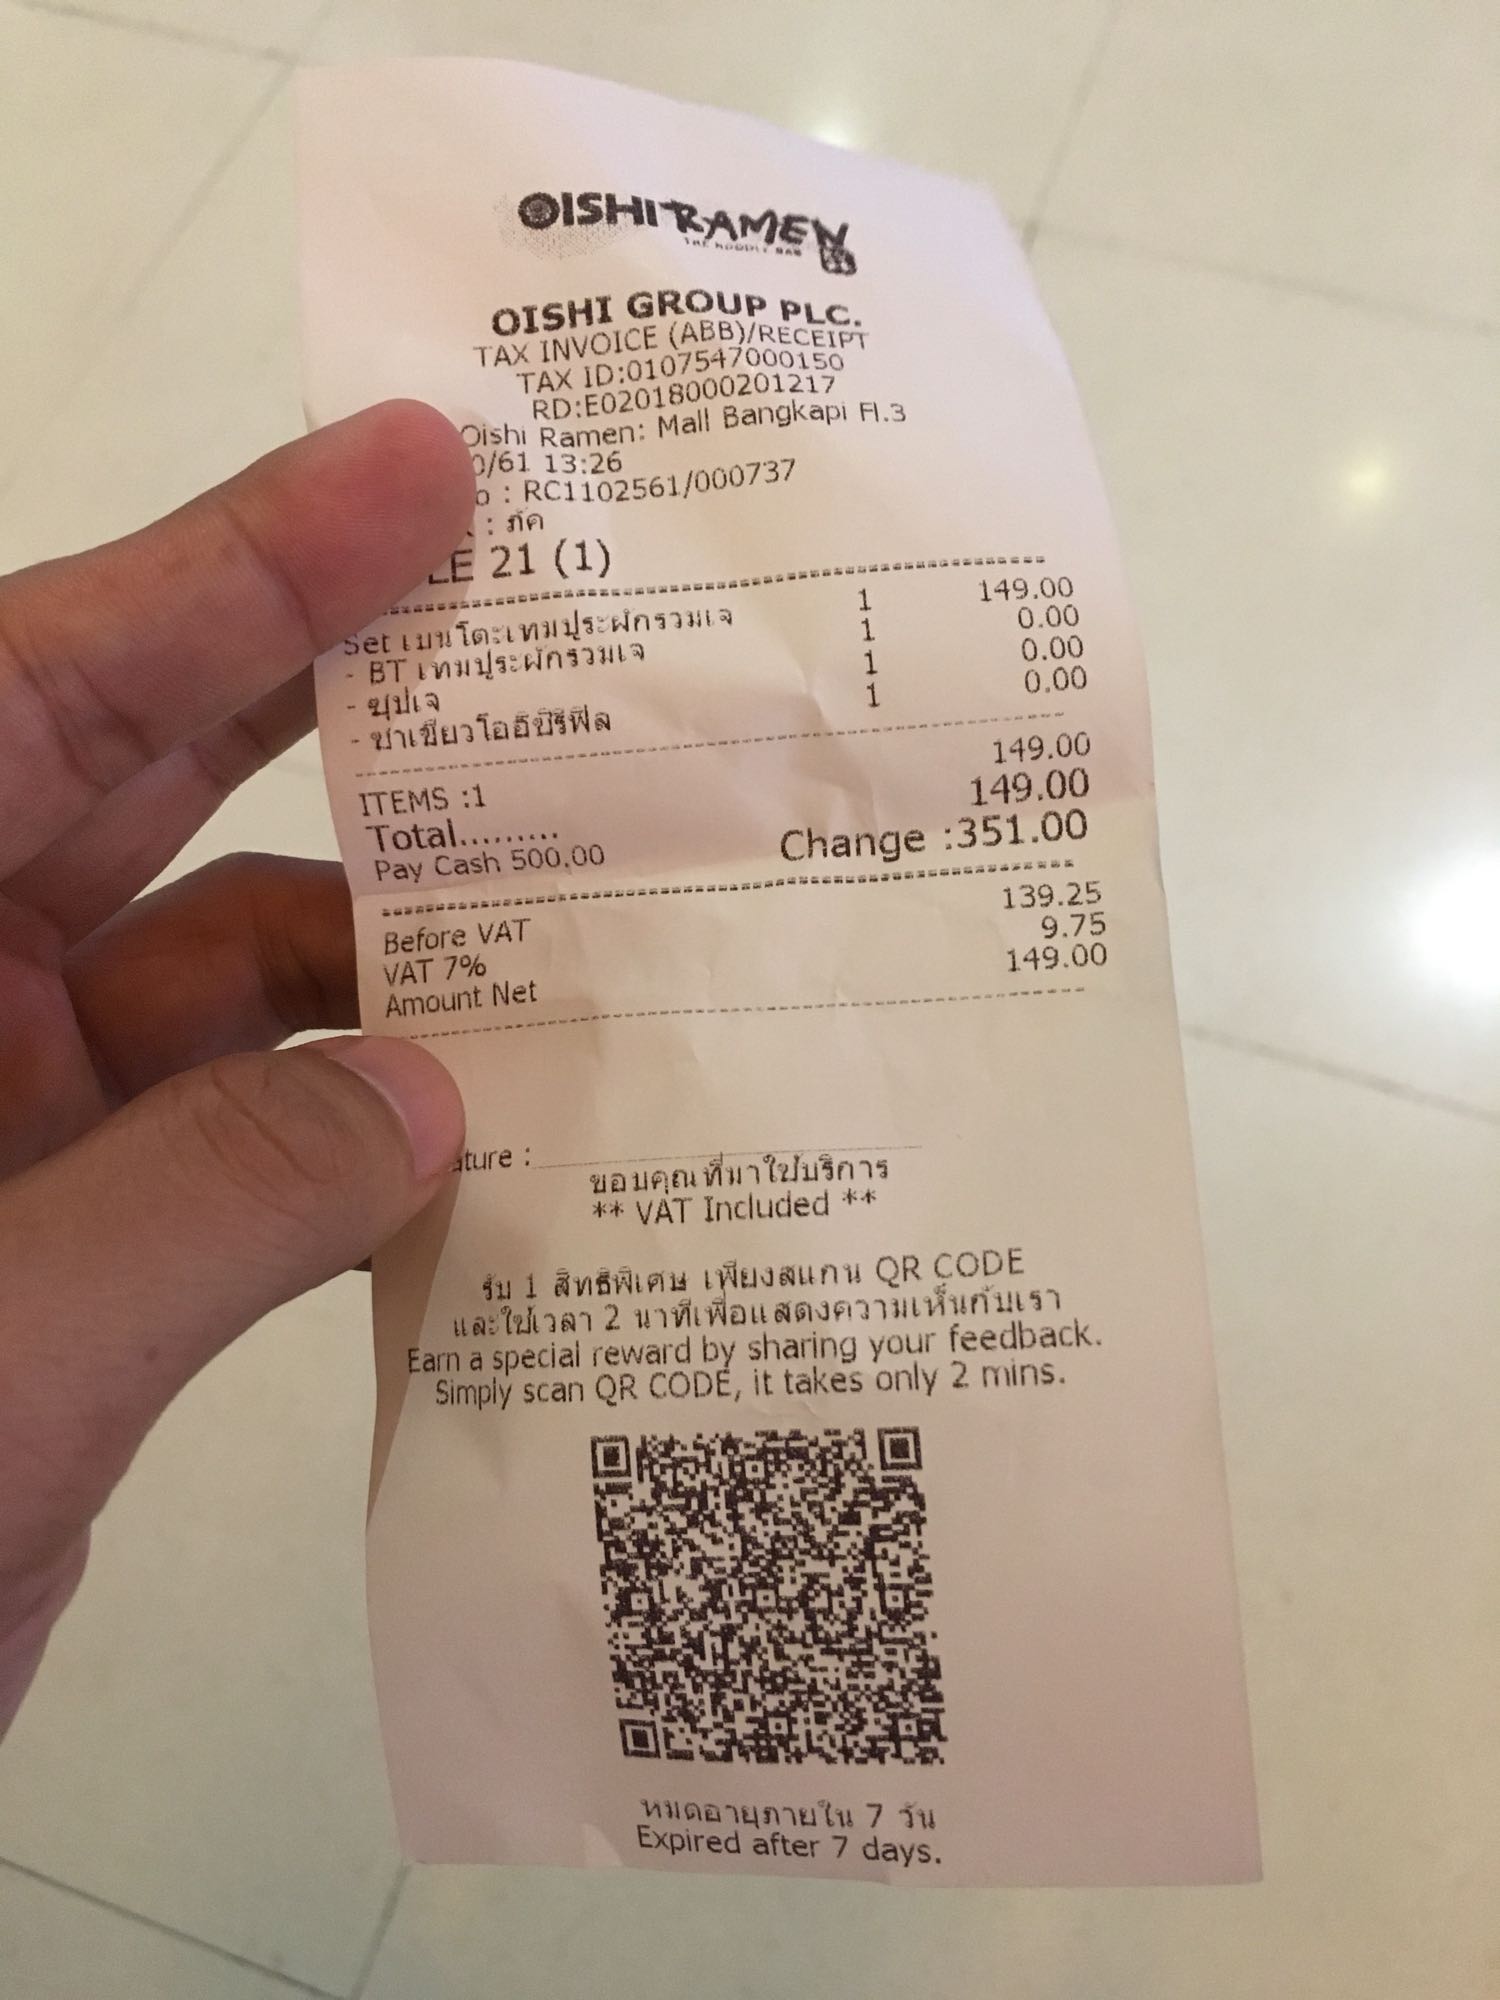 OISHI RAMEN
THE NOODLE BAR
OISHI GROUP PLC.
TAX INVOICE (ABB)/RECEIPT
TAX ID:0107547000150
RD:E02018000201217
Oishi Ramen: Mall Bangkapi Fl.3
0/61 13:26
o : RC1102561/000737
: ภัค
LE 21 (1)
Set เบนโตะเทมปุระผักรวมเจ 1 149.00
- BT เทมปุระผักรวมเจ 1 0.00
- ซุปเจ 1 0.00
- ชาเขียวโออิชิรีฟิล 1 0.00
ITEMS :1 149.00
Total......... 149.00
Pay Cash 500.00 Change :351.00
Before VAT 139.25
VAT 7% 9.75
Amount Net 149.00
ature :
ขอบคุณที่มาใช้บริการ
** VAT Included **
รับ 1 สิทธิพิเศษ เพียงสแกน QR CODE
และใช้เวลา 2 นาทีเพื่อแสดงความเห็นกับเรา
Earn a special reward by sharing your feedback.
Simply scan QR CODE, it takes only 2 mins.
หมดอายุภายใน 7 วัน
Expired after 7 days.